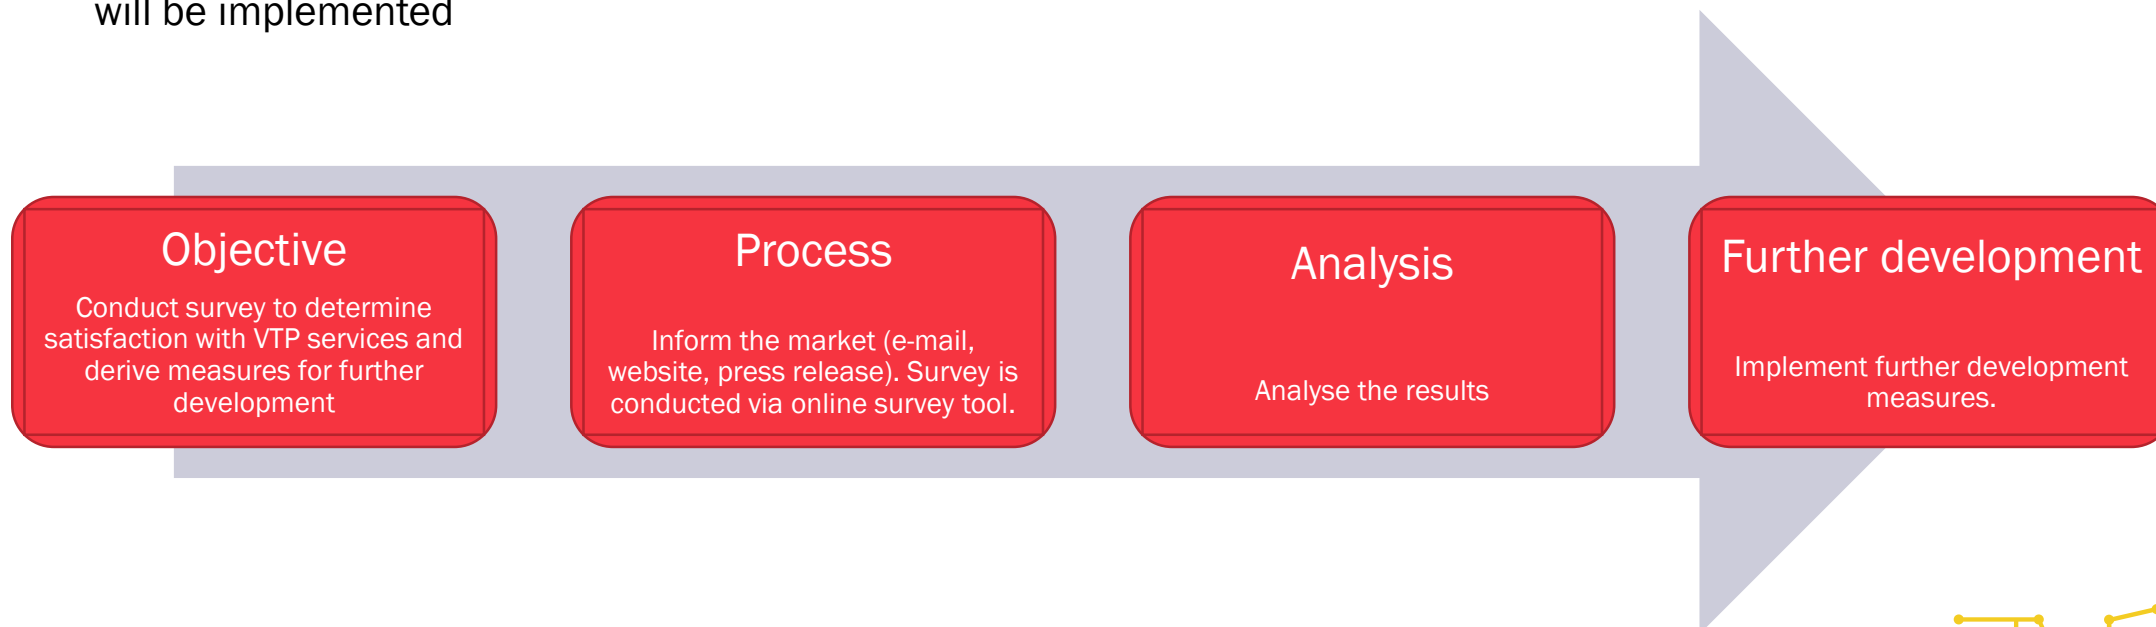 will be implemented
Objective
Conduct survey to determine
satisfaction with VTP services and
derive measures for further
development
Process
Inform the market (e-mail,
website, press release). Survey is
conducted via online survey tool.
Analysis
Analyse the results
Further development
Implement further development
measures.